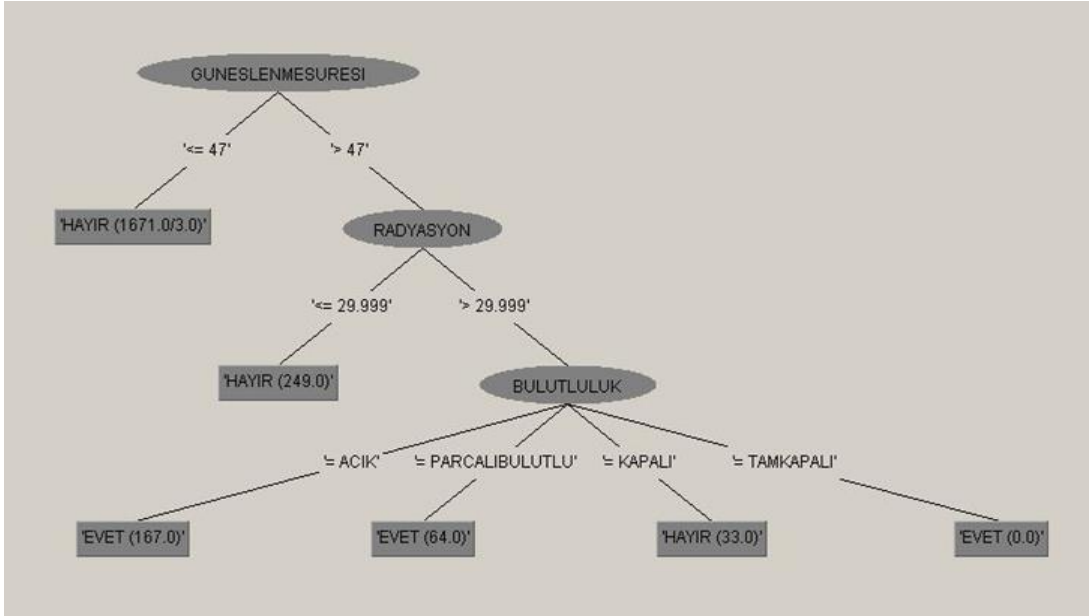 GUNESLENMESURESI
'<= 47' '> 47'
'HAYIR (1671.0/3.0)'
RADYASYON
'<= 29.999' '> 29.999'
'HAYIR (249.0)'
BULUTLULUK
'= ACIK' '= PARCALIBULUTLU' '= KAPALI' '= TAMKAPALI'
'EVET (167.0)' 'EVET (64.0)' 'HAYIR (33.0)' 'EVET (0.0)'